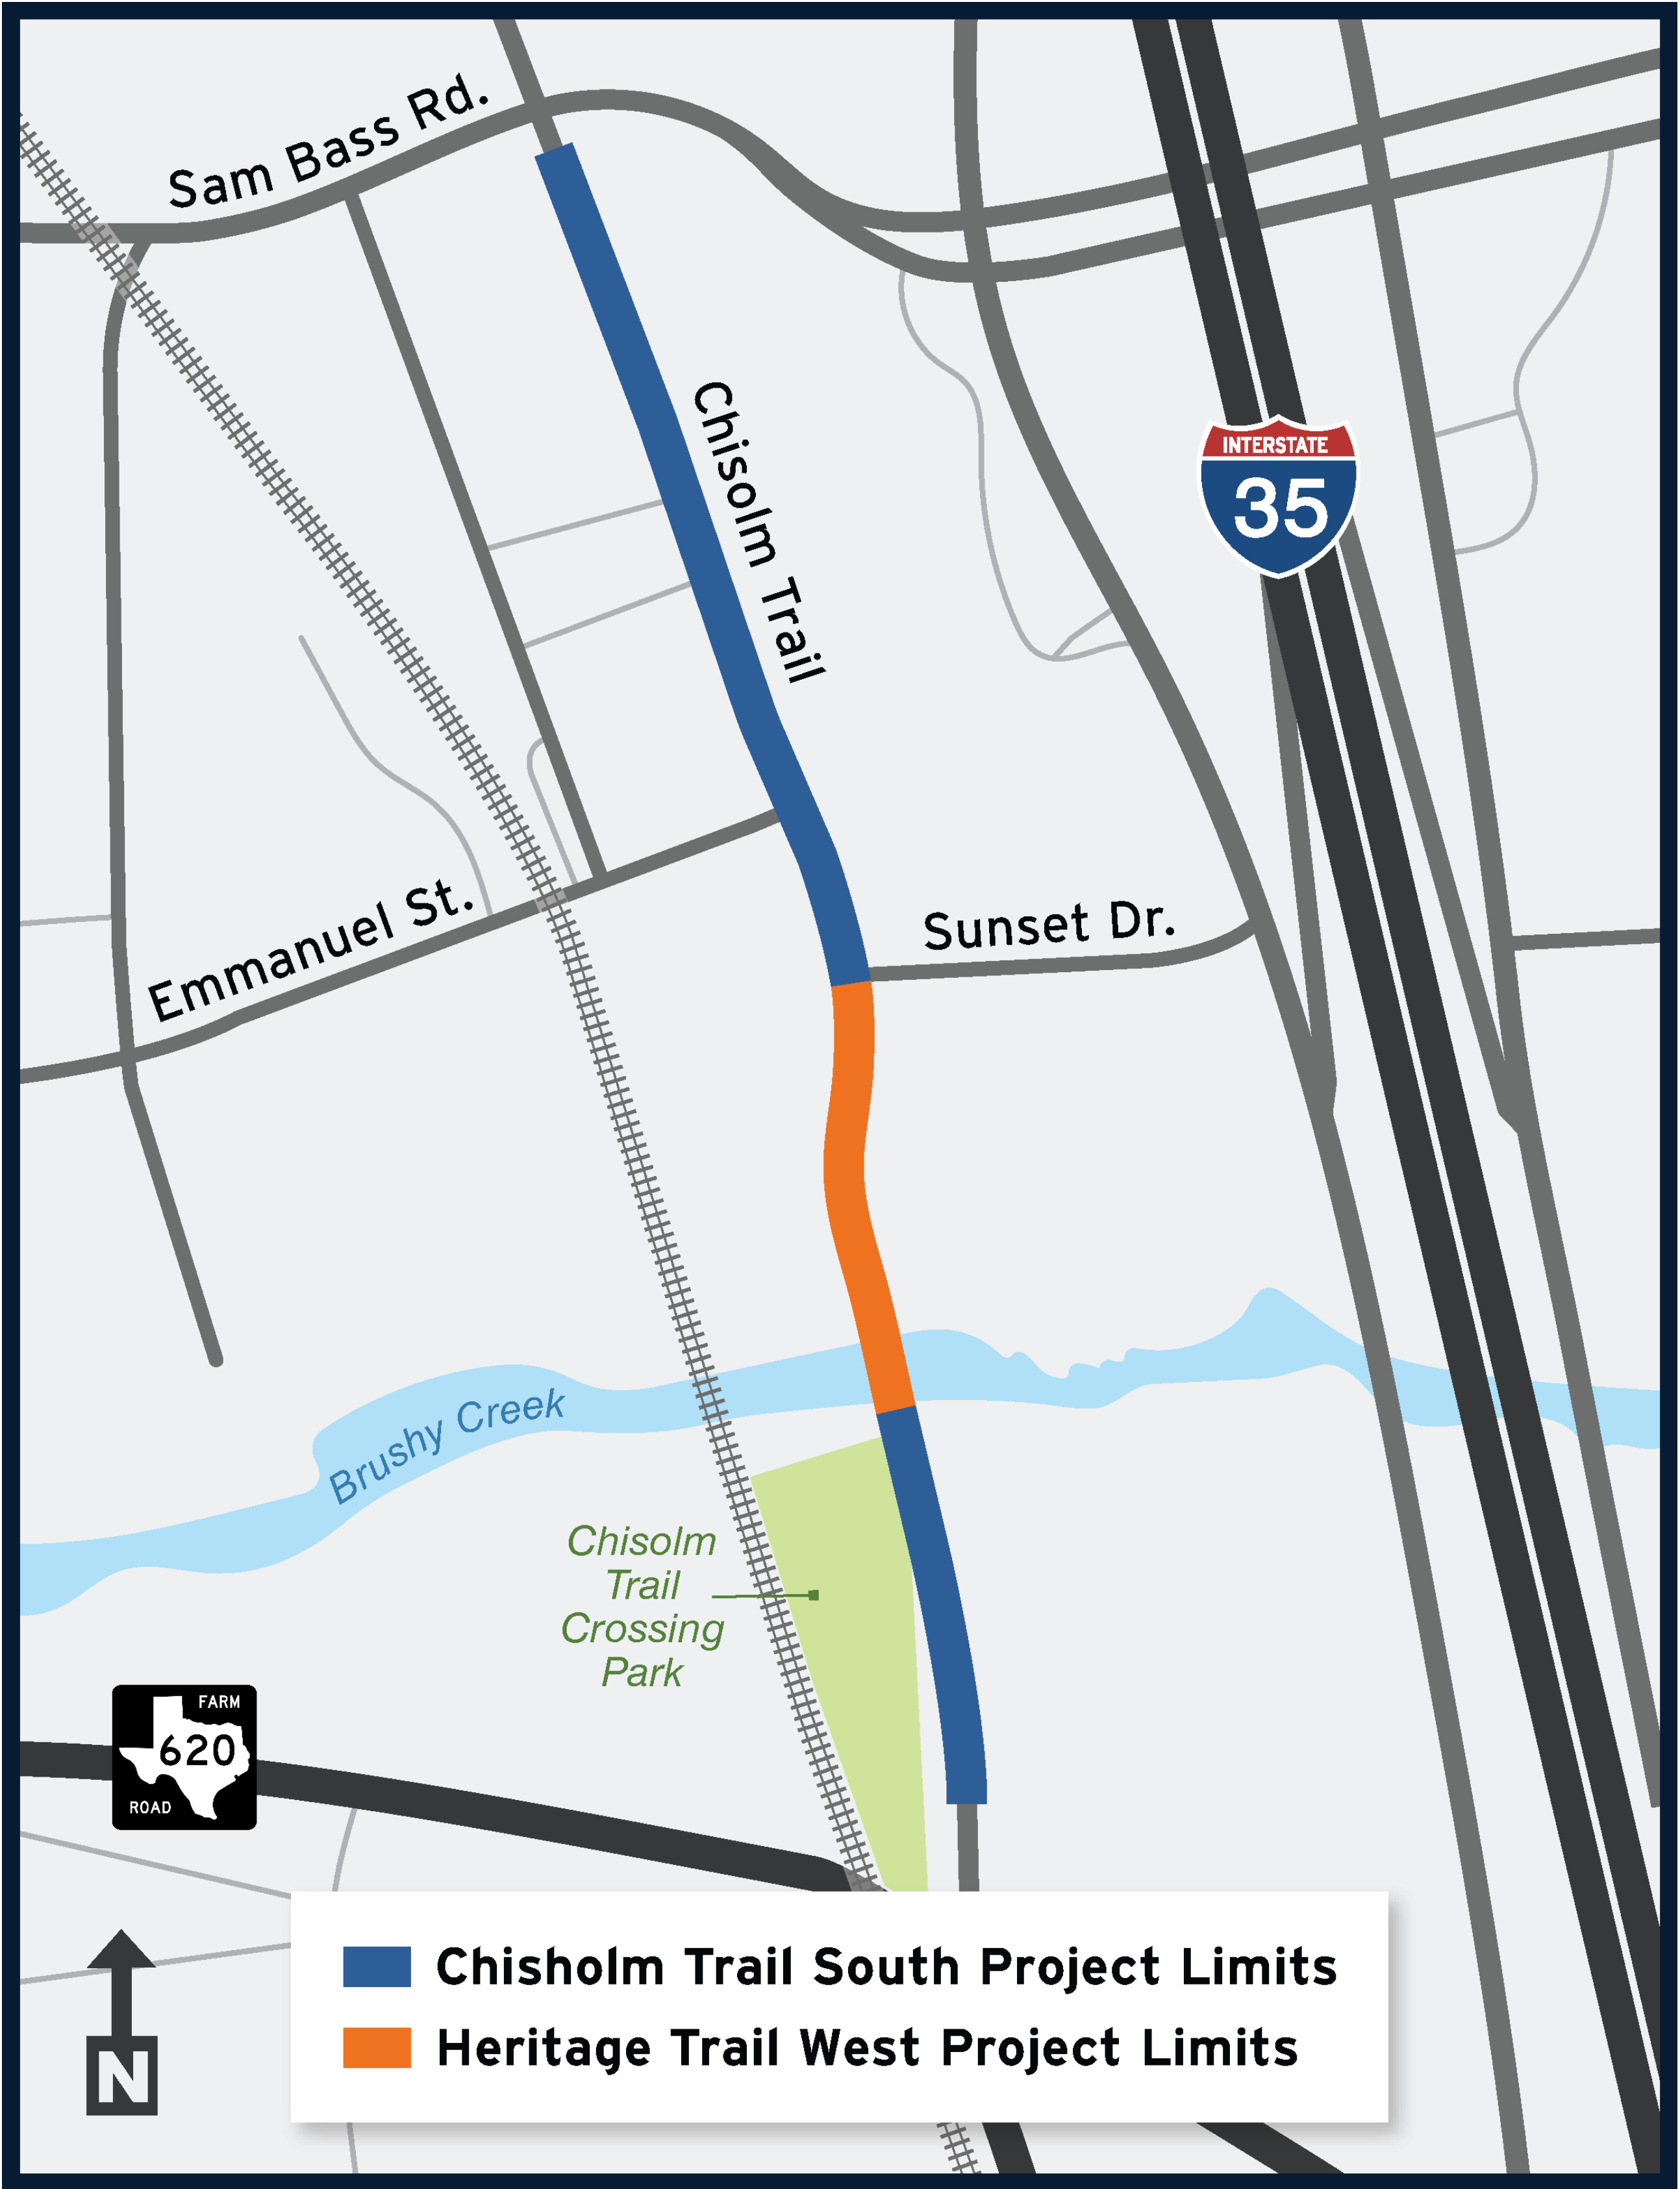 Sam Bass Rd.
Chisolm Trail
INTERSTATE
35
Emmanuel St.
Sunset Dr.
Brushy Creek
Chisolm
Trail
Crossing
Park
FARM
620
ROAD
Chisholm Trail South Project Limits
Heritage Trail West Project Limits
N